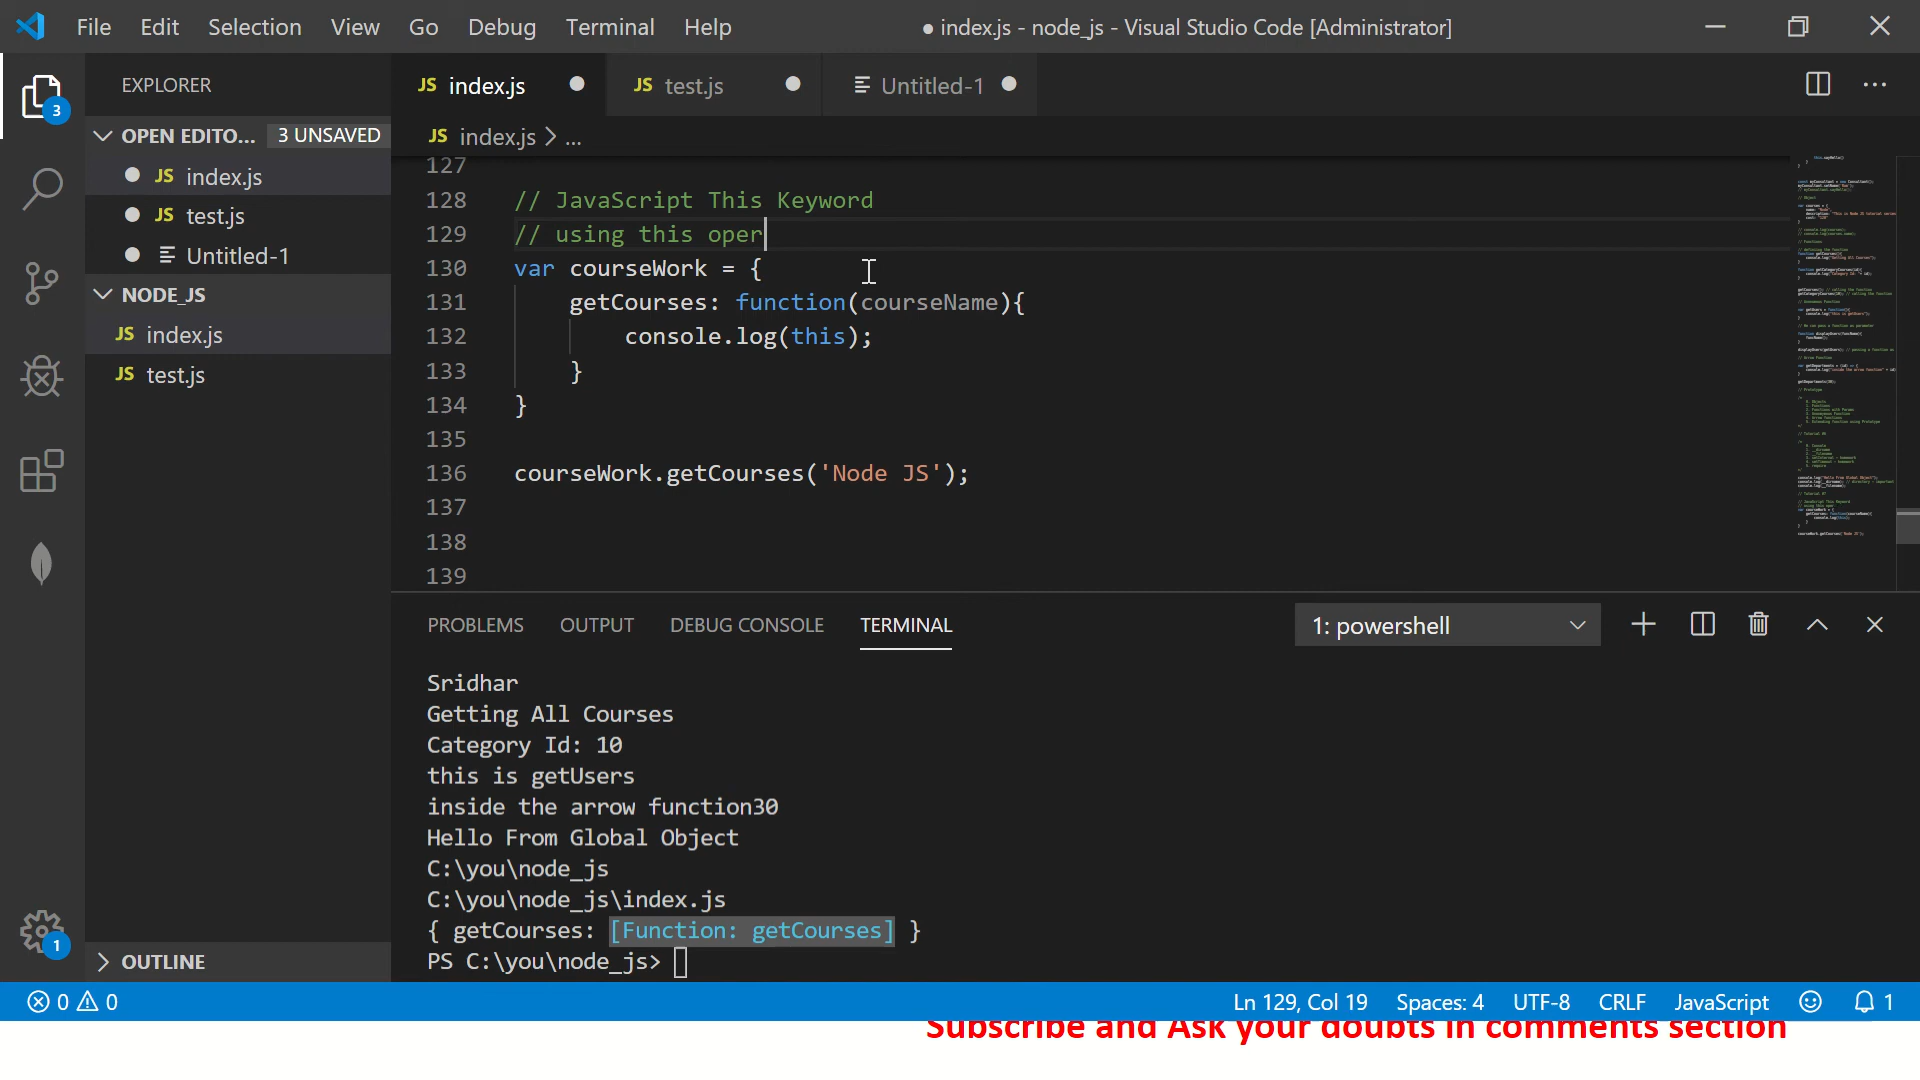 File Edit Selection View Go Debug Terminal Help ● index.js - node_js - Visual Studio Code [Administrator]
EXPLORER
OPEN EDITO... 3 UNSAVED
JS index.js
JS test.js
Untitled-1
NODE_JS
JS index.js
JS test.js
OUTLINE
3
1
JS index.js JS test.js Untitled-1
JS index.js > ...
127
128 // JavaScript This Keyword
129 // using this oper
130 var courseWork = {
131 getCourses: function(courseName){
132 console.log(this);
133 }
134 }
135
136 courseWork.getCourses('Node JS');
137
138
139
PROBLEMS OUTPUT DEBUG CONSOLE TERMINAL 1: powershell
Sridhar
Getting All Courses
Category Id: 10
this is getUsers
inside the arrow function30
Hello From Global Object
C:\you\node_js
C:\you\node_js\index.js
{ getCourses: [Function: getCourses] }
PS C:\you\node_js>
0 0 Ln 129, Col 19 Spaces: 4 UTF-8 CRLF JavaScript 1
Subscribe and Ask your doubts in comments section